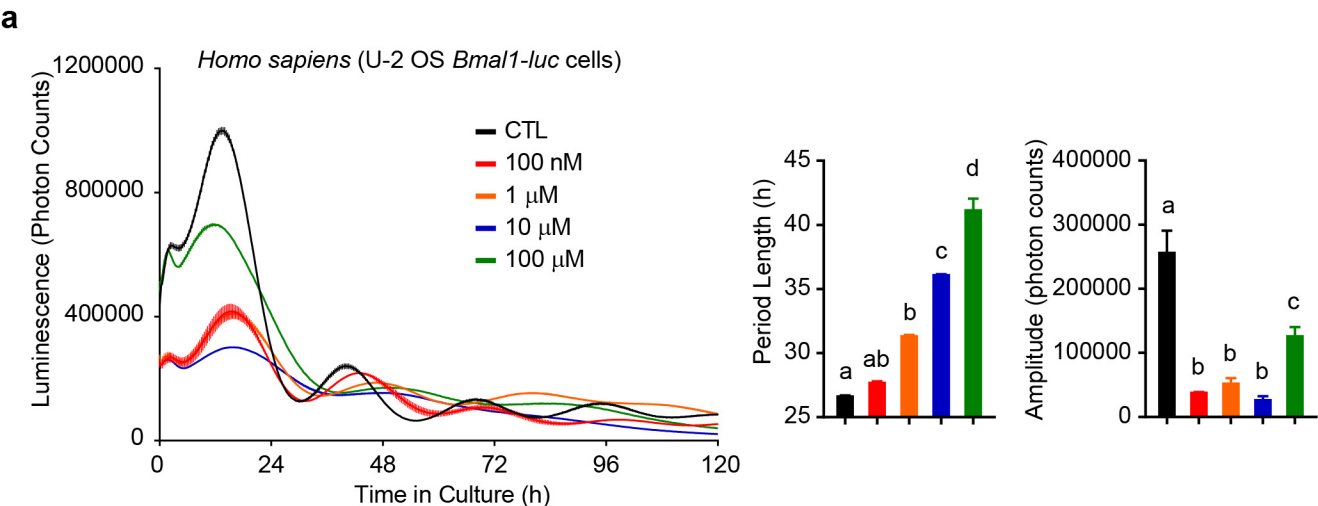 a
Homo sapiens (U-2 OS Bmal1-luc cells)
Luminescence (Photon Counts)
1200000
800000
400000
0
0 24 48 72 96 120
Time in Culture (h)
CTL
100 nM
1 μM
10 μM
100 μM
Period Length (h)
45
40
35
30
25
a ab b c d
Amplitude (photon counts)
400000
300000
200000
100000
0
a b b b c